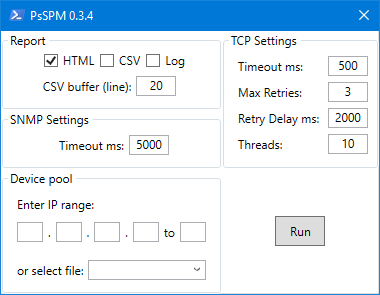 PsSPM 0.3.4
Report
HTML CSV Log
CSV buffer (line): 20
SNMP Settings
Timeout ms: 5000
TCP Settings
Timeout ms: 500
Max Retries: 3
Retry Delay ms: 2000
Threads: 10
Device pool
Enter IP range:
. . . to
or select file:
Run